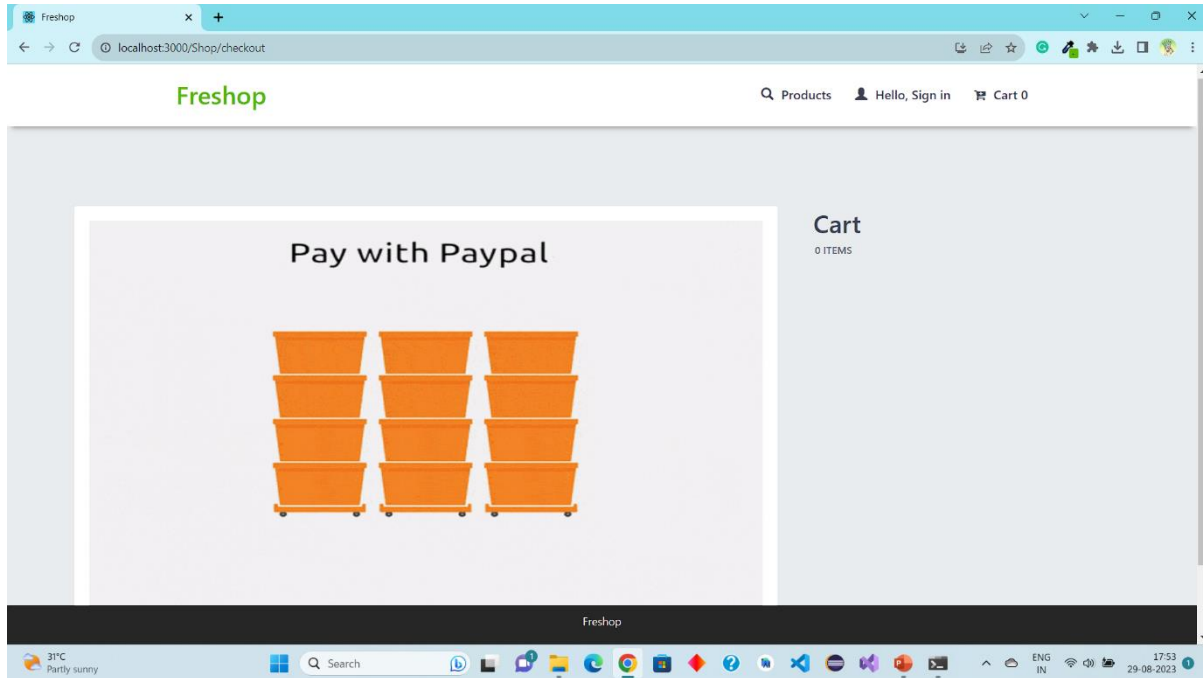 Freshop
localhost:3000/Shop/checkout
Freshop
Products Hello, Sign in Cart 0
Pay with Paypal
Cart
0 ITEMS
Freshop
31°C
Partly sunny
Search
ENG
IN
17:53
29-08-2023